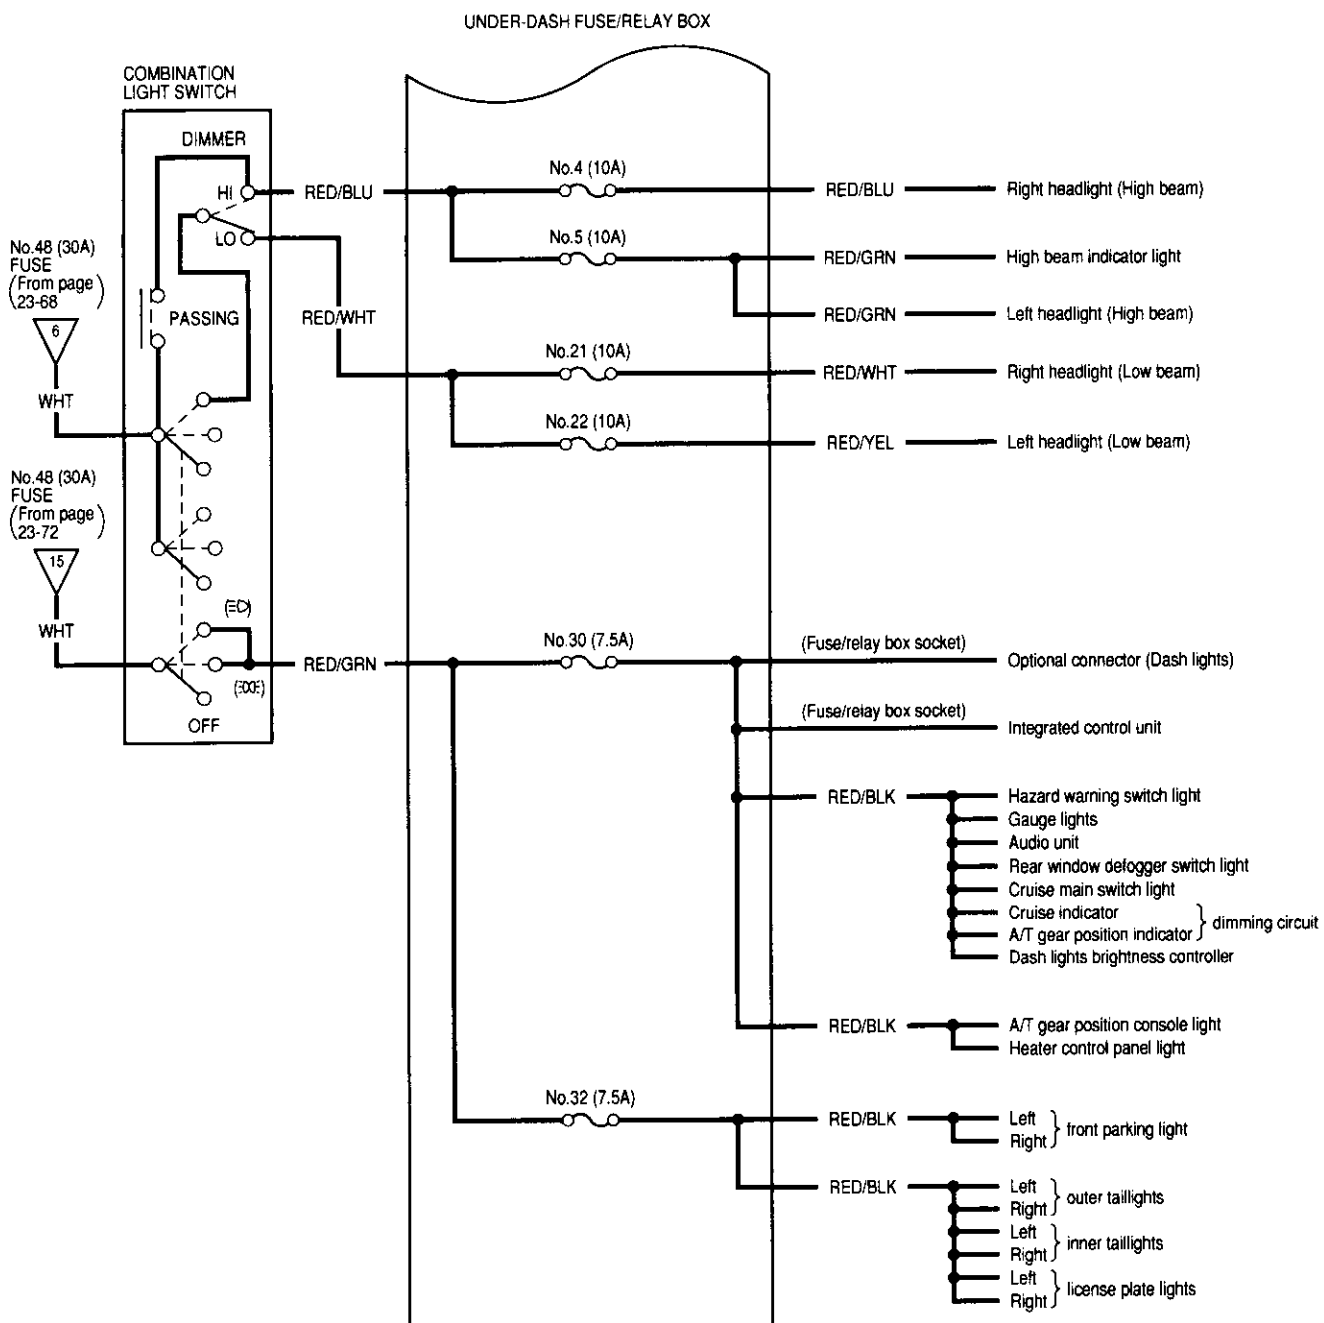 UNDER-DASH FUSE/RELAY BOX
COMBINATION
LIGHT SWITCH
DIMMER
HI
LO
PASSING
No.48 (30A)
FUSE
(From page
23-68)
6
WHT
No.48 (30A)
FUSE
(From page
23-72)
15
WHT
OFF
RED/BLU
No.4 (10A)
RED/BLU
Right headlight (High beam)
No.5 (10A)
RED/GRN
High beam indicator light
RED/GRN
Left headlight (High beam)
RED/WHT
No.21 (10A)
RED/WHT
Right headlight (Low beam)
No.22 (10A)
RED/YEL
Left headlight (Low beam)
RED/GRN
No.30 (7.5A)
(Fuse/relay box socket)
Optional connector (Dash lights)
(Fuse/relay box socket)
Integrated control unit
RED/BLK
Hazard warning switch light
Gauge lights
Audio unit
Rear window defogger switch light
Cruise main switch light
Cruise indicator
A/T gear position indicator
dimming circuit
Dash lights brightness controller
RED/BLK
A/T gear position console light
Heater control panel light
No.32 (7.5A)
RED/BLK
Left
Right
front parking light
RED/BLK
Left
Right
outer taillights
Left
Right
inner taillights
Left
Right
license plate lights